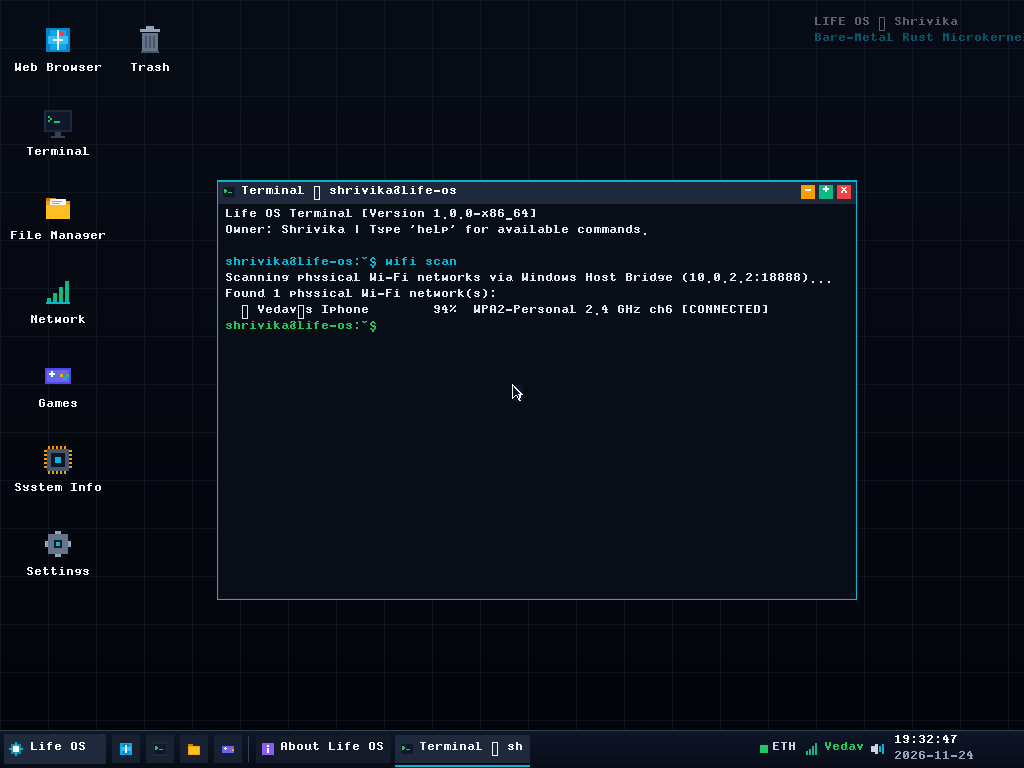 LIFE OS ▯ Shrivika
Bare-Metal Rust Microkerne
Web Browser
Trash
Terminal
File Manager
Network
Games
System Info
Settings
Terminal ▯ shrivika@life-os
Life OS Terminal [Version 1.0.0-x86_64]
Owner: Shrivika | Type 'help' for available commands.
shrivika@life-os:~$ wifi scan
Scanning physical Wi-Fi networks via Windows Host Bridge (10.0.2.2:18888)...
Found 1 physical Wi-Fi network(s):
▯ Vedav▯s Iphone 94% WPA2-Personal 2.4 GHz ch6 [CONNECTED]
shrivika@life-os:~$
Life OS
About Life OS
Terminal ▯ sh
ETH
Vedav
19:32:47
2026-11-24